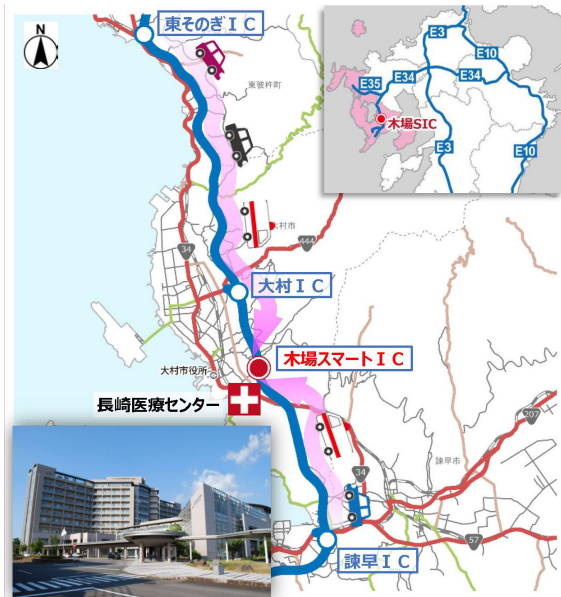 東そのぎＩＣ
N
東彼杵町
E3
E10
E35
E34
E34
木場SIC
E3
E10
大村市
34
444
大村ＩＣ
木場スマートＩＣ
大村市役所
長崎医療センター
207
34
諫早市
57
諫早ＩＣ